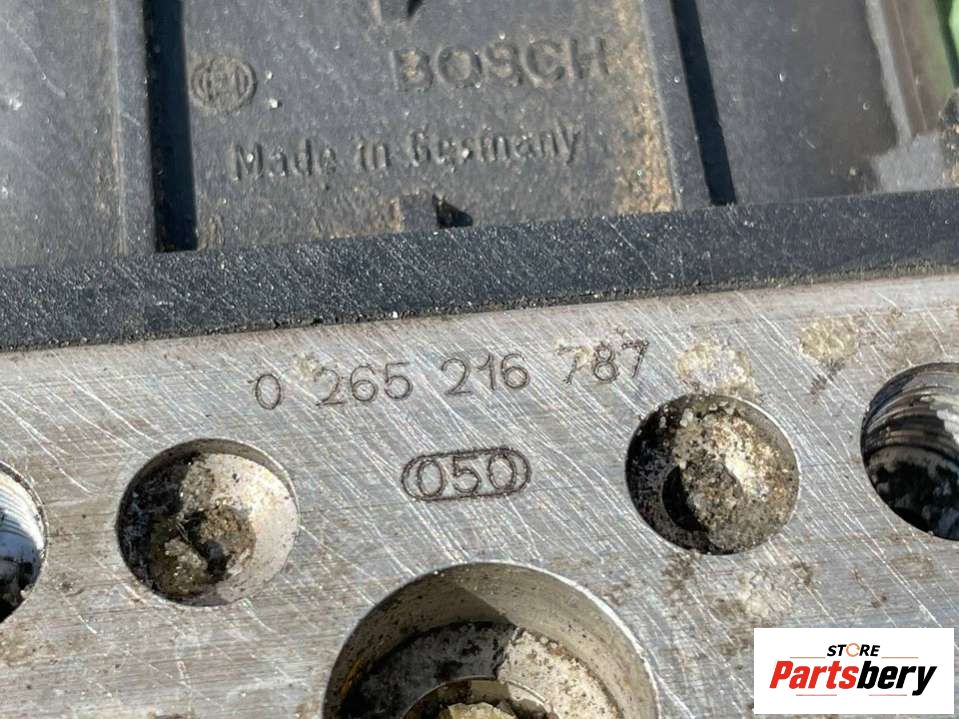 BOSCH
Made in Germany
0 265 216 787
050
STORE
Partsbery